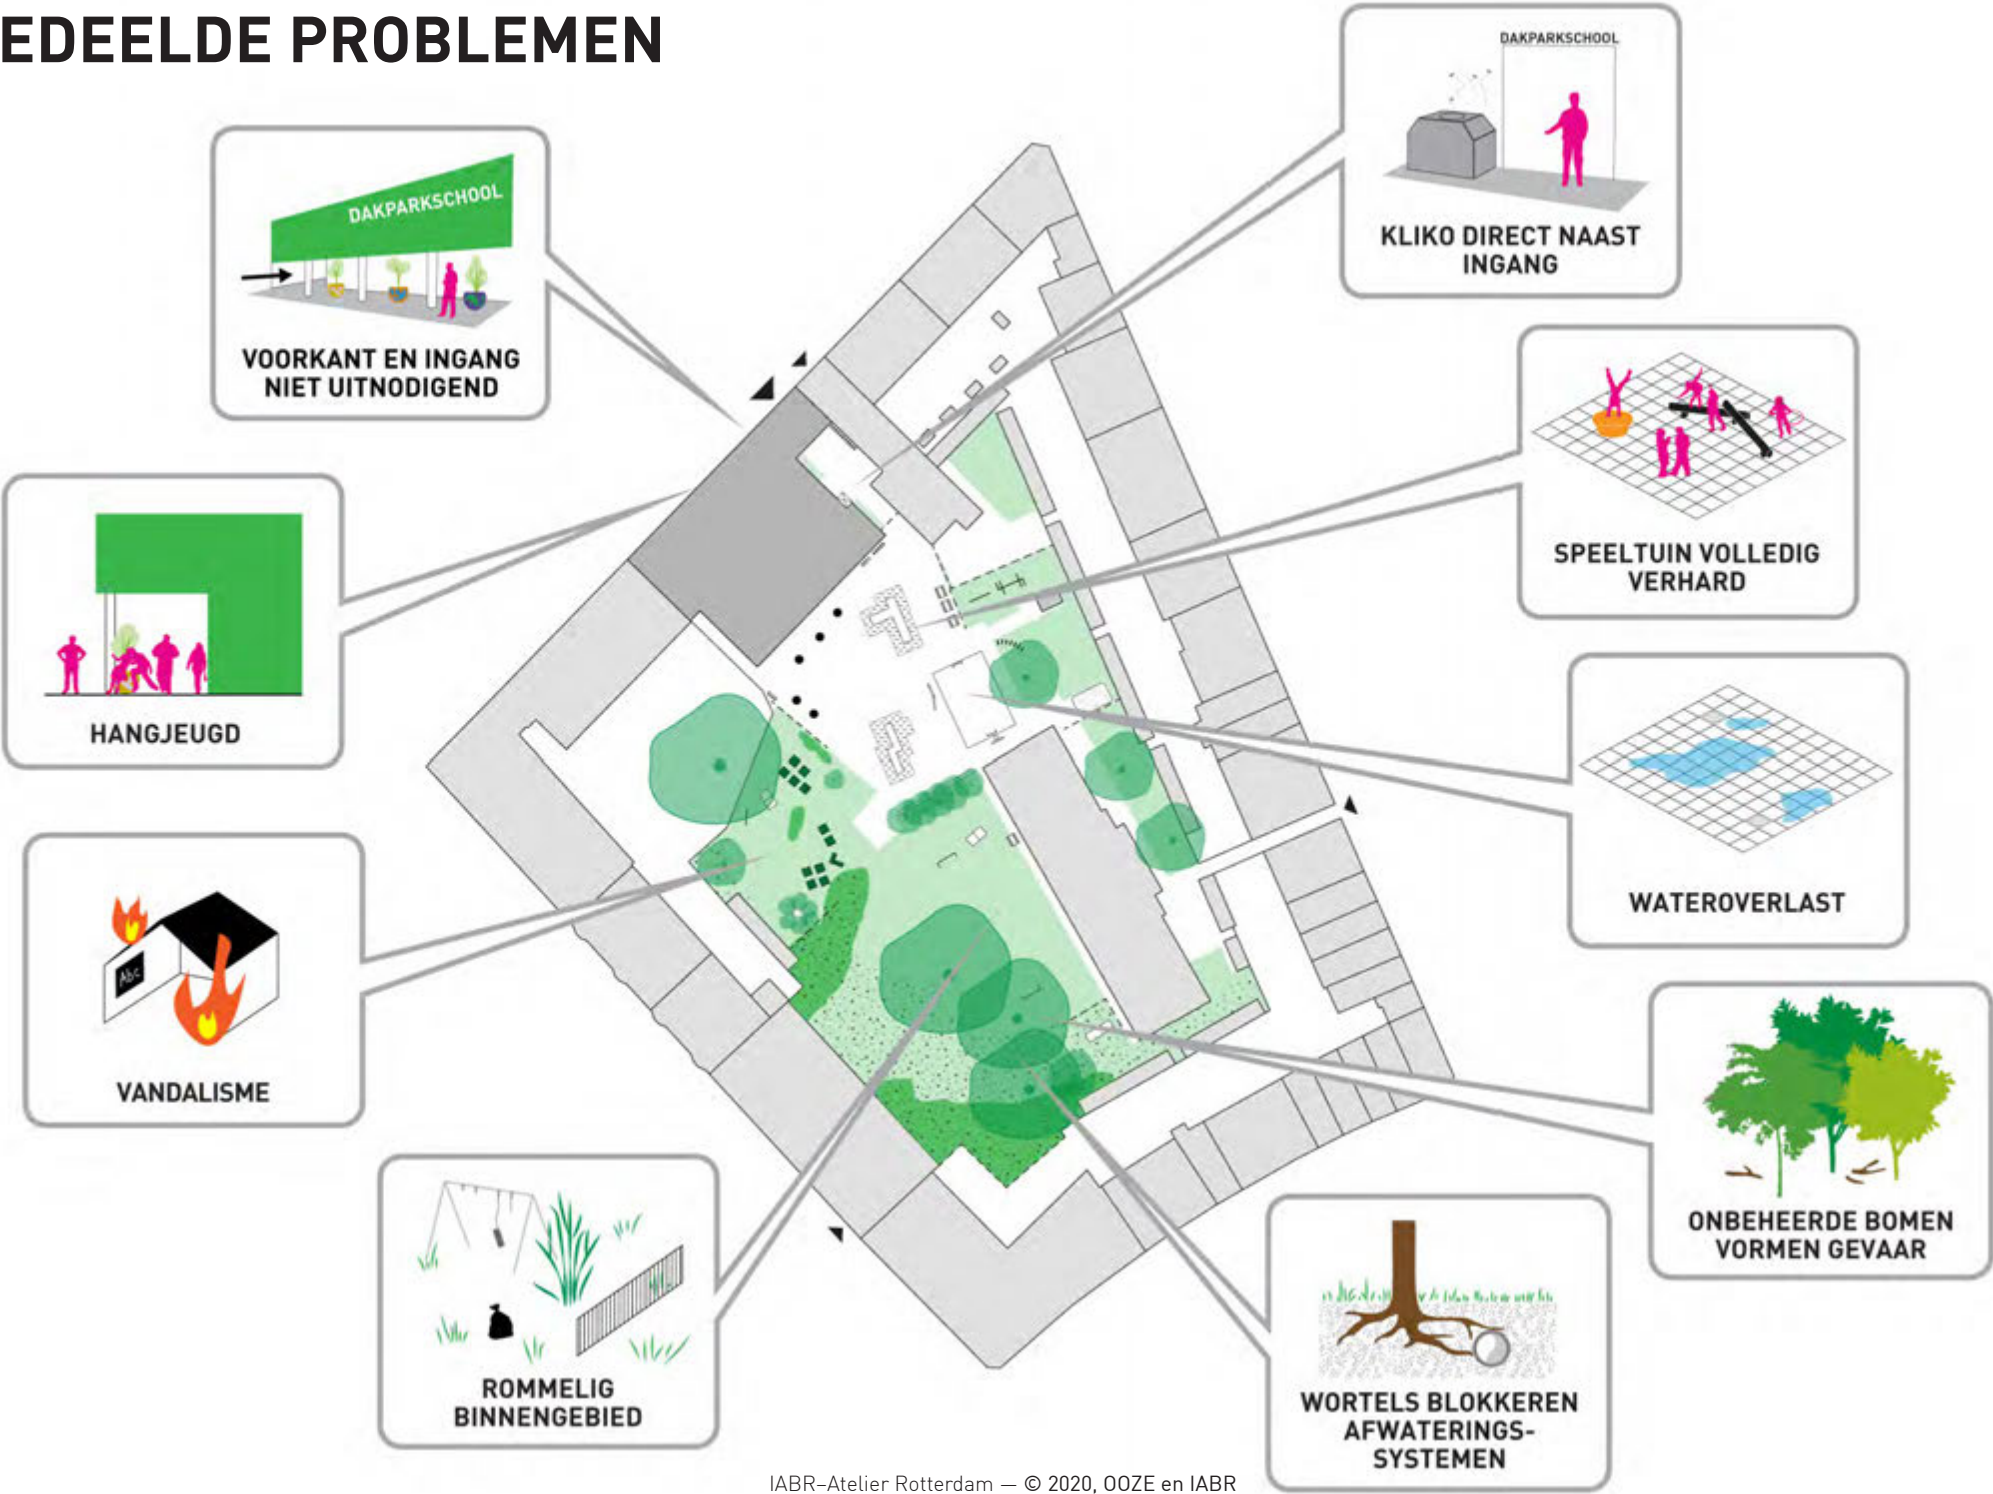 EDEELDE PROBLEMEN
DAKPARKSCHOOL
KLIKO DIRECT NAAST
INGANG
DAKPARKSCHOOL
VOORKANT EN INGANG
NIET UITNODIGEND
SPEELTUIN VOLLEDIG
VERHARD
HANGJEUGD
WATEROVERLAST
Abc
VANDALISME
ONBEHEERDE BOMEN
VORMEN GEVAAR
ROMMELIG
BINNENGEBIED
WORTELS BLOKKEREN
AFWATERINGS-
SYSTEMEN
IABR–Atelier Rotterdam — © 2020, OOZE en IABR